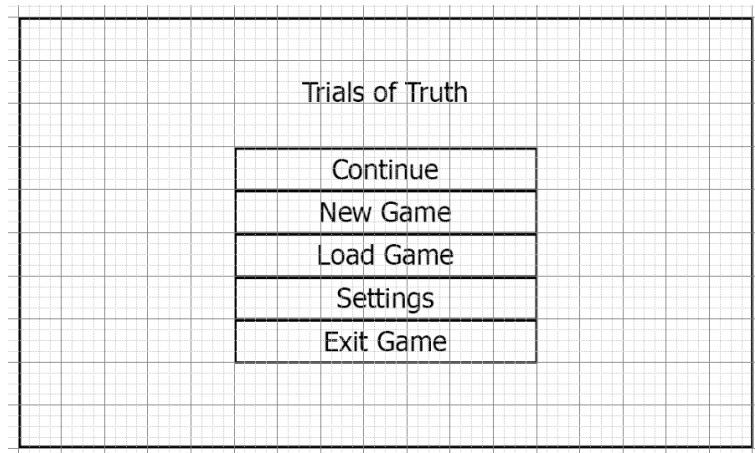 Trials of Truth
Continue
New Game
Load Game
Settings
Exit Game